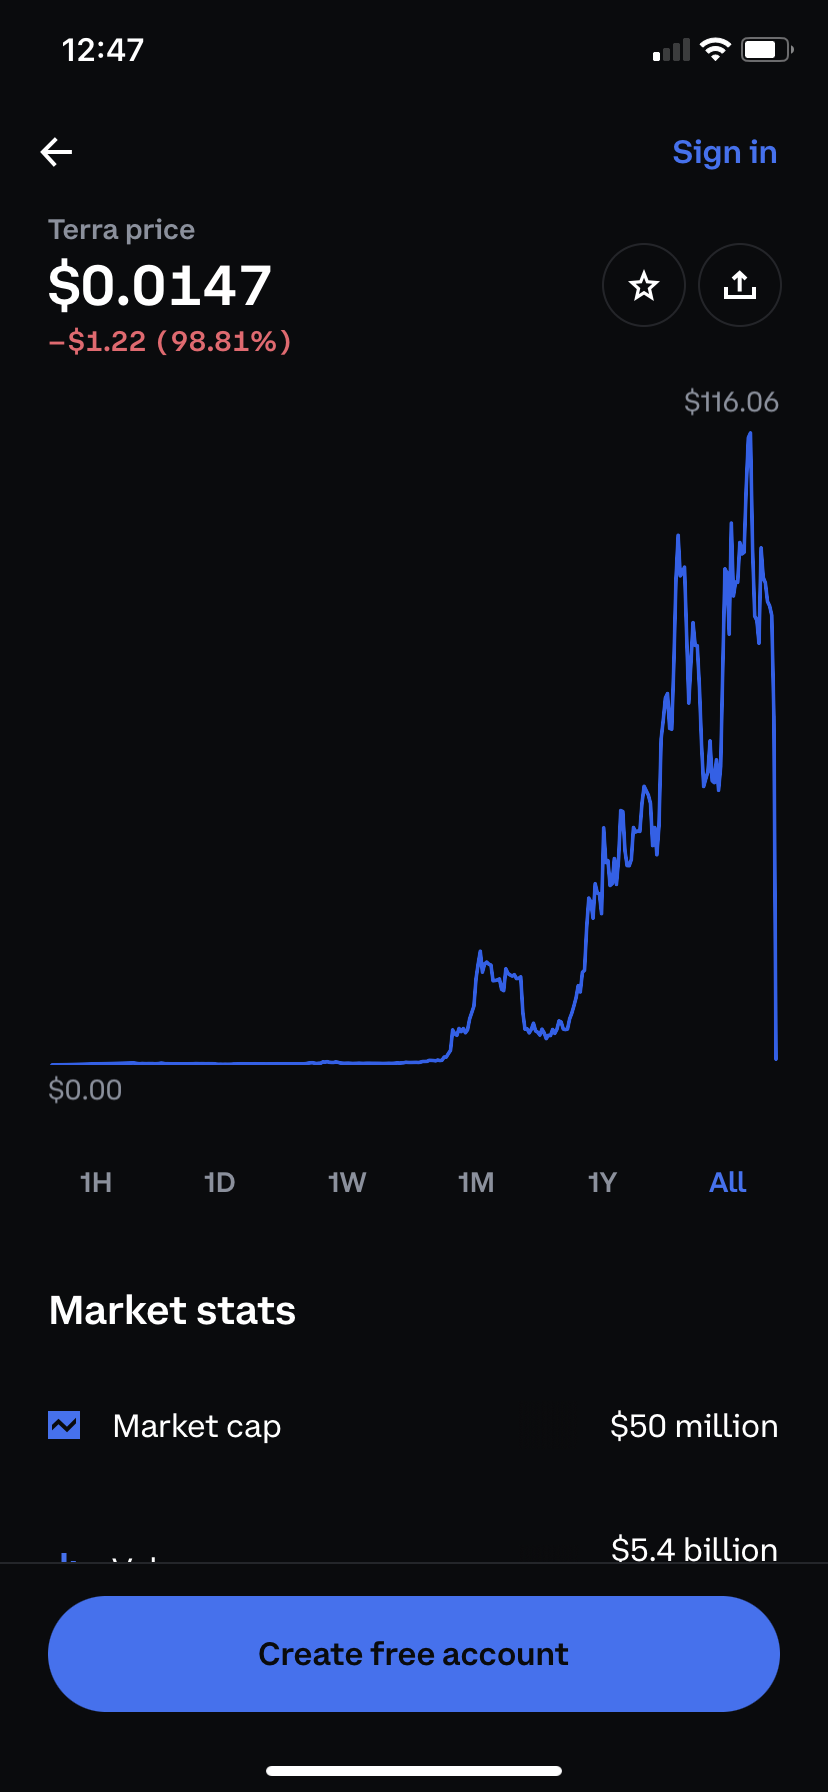 12:47
Sign in
Terra price
$0.0147
–$1.22 (98.81%)
$116.06
$0.00
1H 1D 1W 1M 1Y All
Market stats
Market cap $50 million
$5.4 billion
Create free account